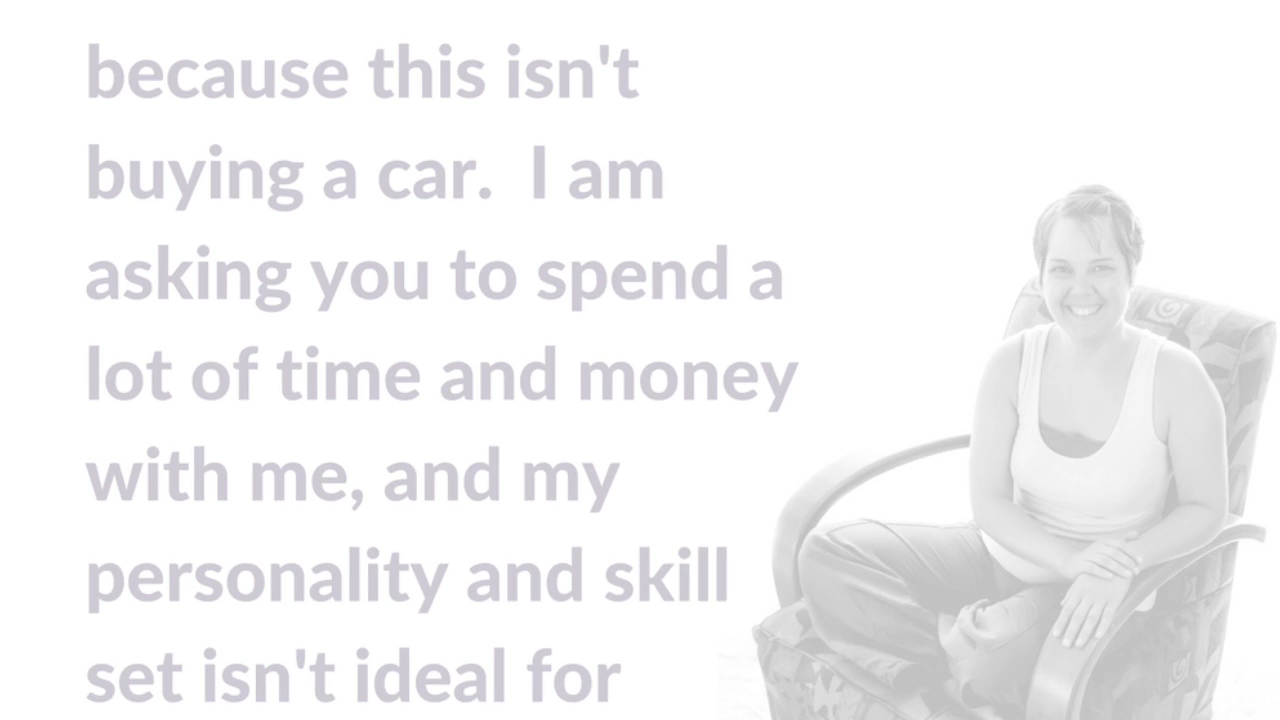 because this isn't
buying a car.  I am
asking you to spend a
lot of time and money
with me, and my
personality and skill
set isn't ideal for